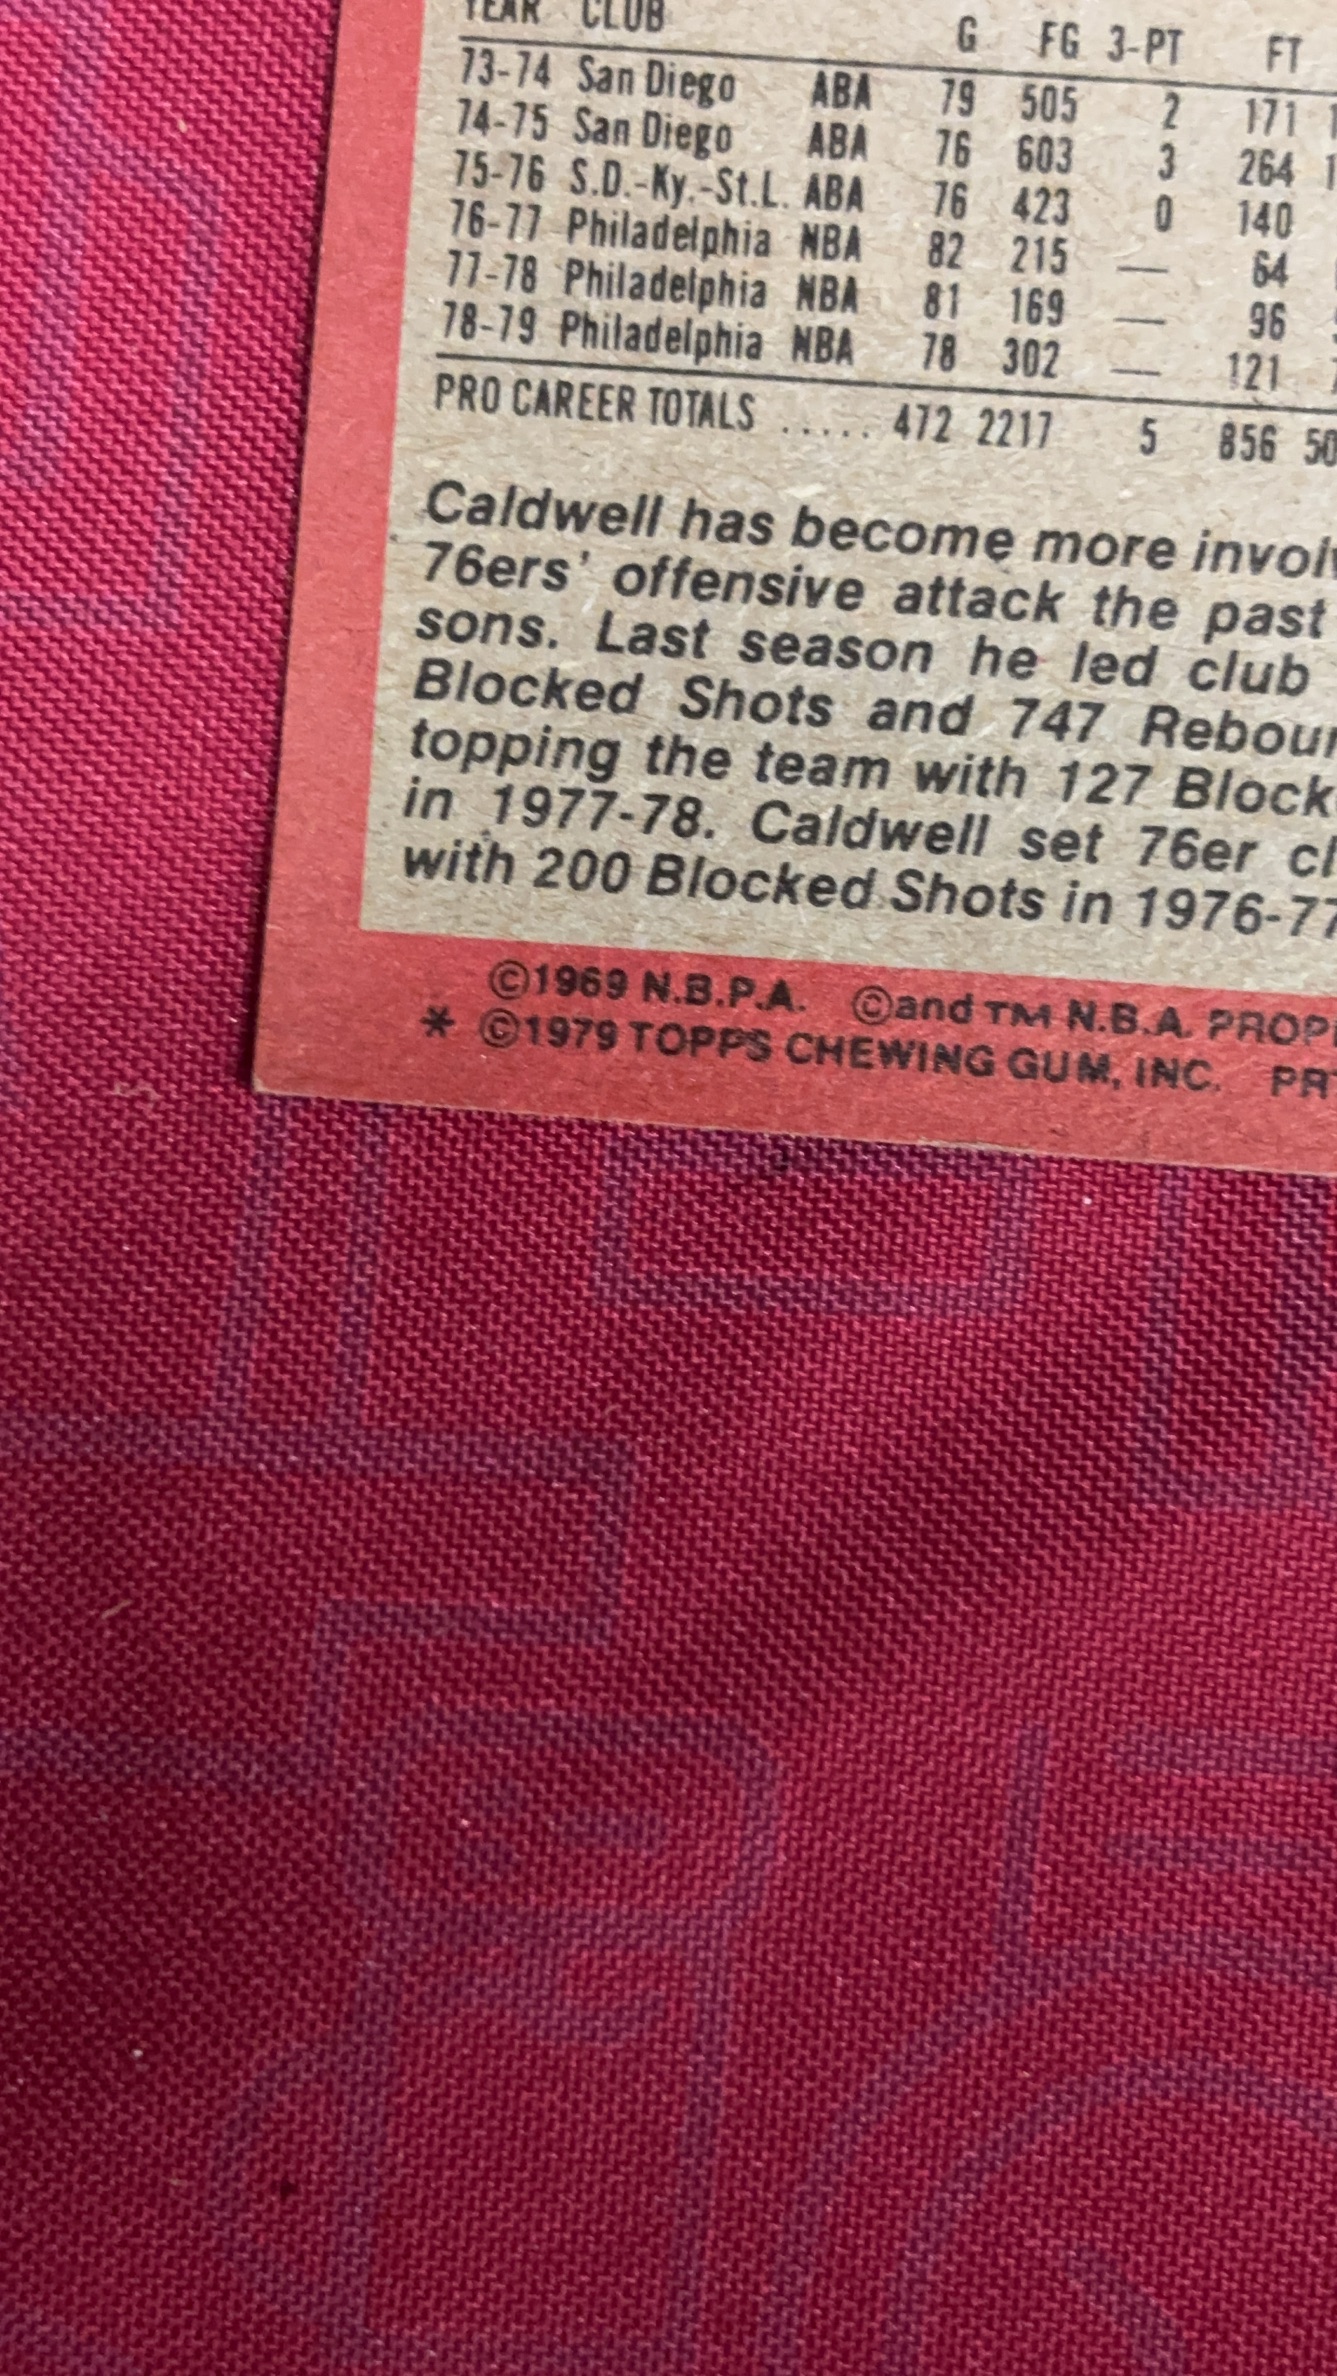 YEAR CLUB G FG 3-PT FT
73-74 San Diego ABA 79 505 2 171
74-75 San Diego ABA 76 603 3 264
75-76 S.D.-Ky.-St.L. ABA 76 423 0 140
76-77 Philadelphia NBA 82 215 — 64
77-78 Philadelphia NBA 81 169 — 96
78-79 Philadelphia NBA 78 302 — 121
PRO CAREER TOTALS ..... 472 2217 5 856
Caldwell has become more
76ers' offensive attack the past
sons. Last season he led club
Blocked Shots and 747
topping the team with 127
in 1977-78. Caldwell set 76er
with 200 Blocked Shots in 1976-77
©1969 N.B.P.A. ©and TM N.B.A.
* ©1979 TOPPS CHEWING GUM, INC.